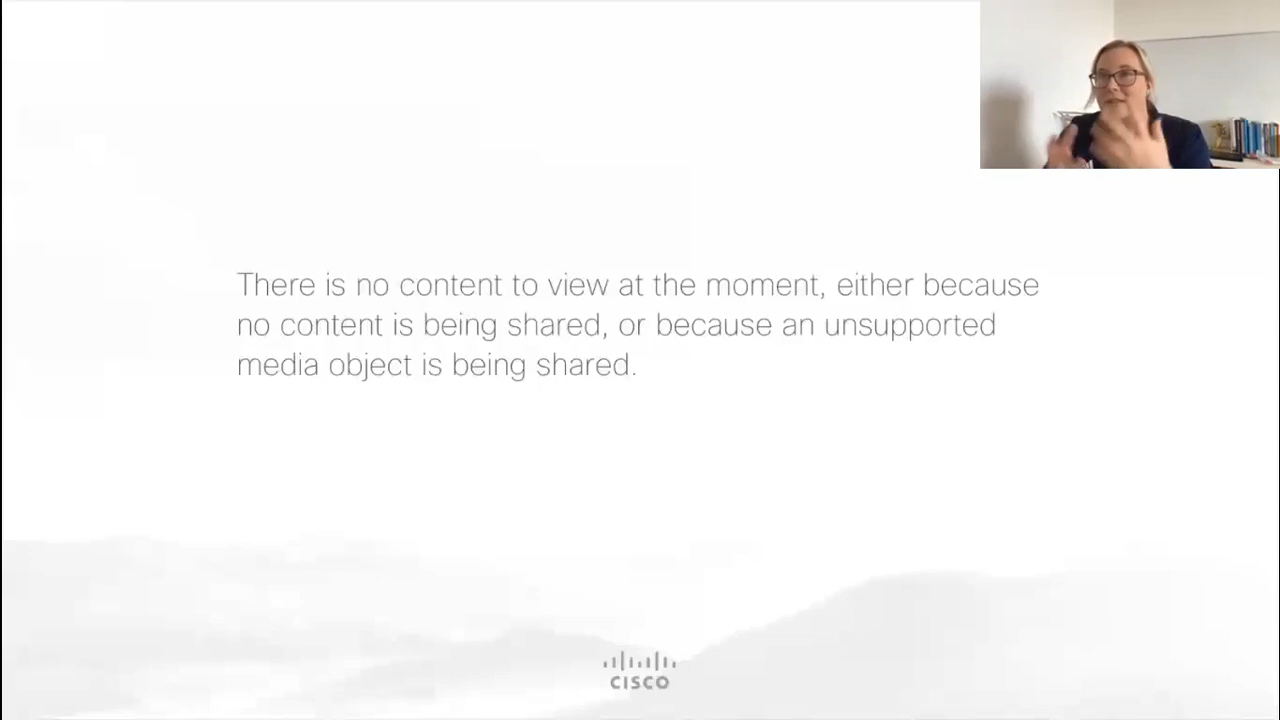 There is no content to view at the moment, either because
no content is being shared, or because an unsupported
media object is being shared.
CISCO